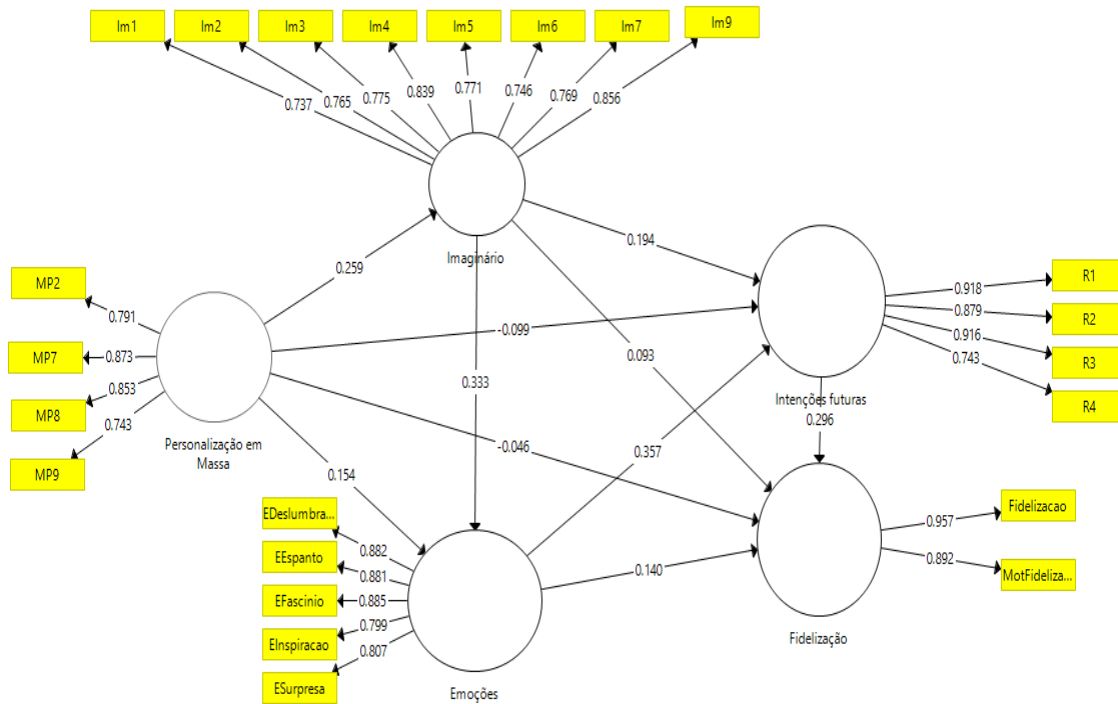 Im1
Im2
Im3
Im4
Im5
Im6
Im7
Im9
0.737
0.765
0.775
0.839
0.771
0.746
0.769
0.856
Imaginário
0.259
0.194
MP2
MP7
MP8
MP9
0.791
0.873
0.853
0.743
Personalização em
Massa
-0.099
0.333
0.093
0.357
-0.046
0.154
0.140
R1
R2
R3
R4
0.918
0.879
0.916
0.743
Intenções futuras
0.296
EDeslumbra...
EEspanto
EFascinio
EInspiracao
ESurpresa
0.882
0.881
0.885
0.799
0.807
Emoções
Fidelizacao
MotFideliza...
0.957
0.892
Fidelização